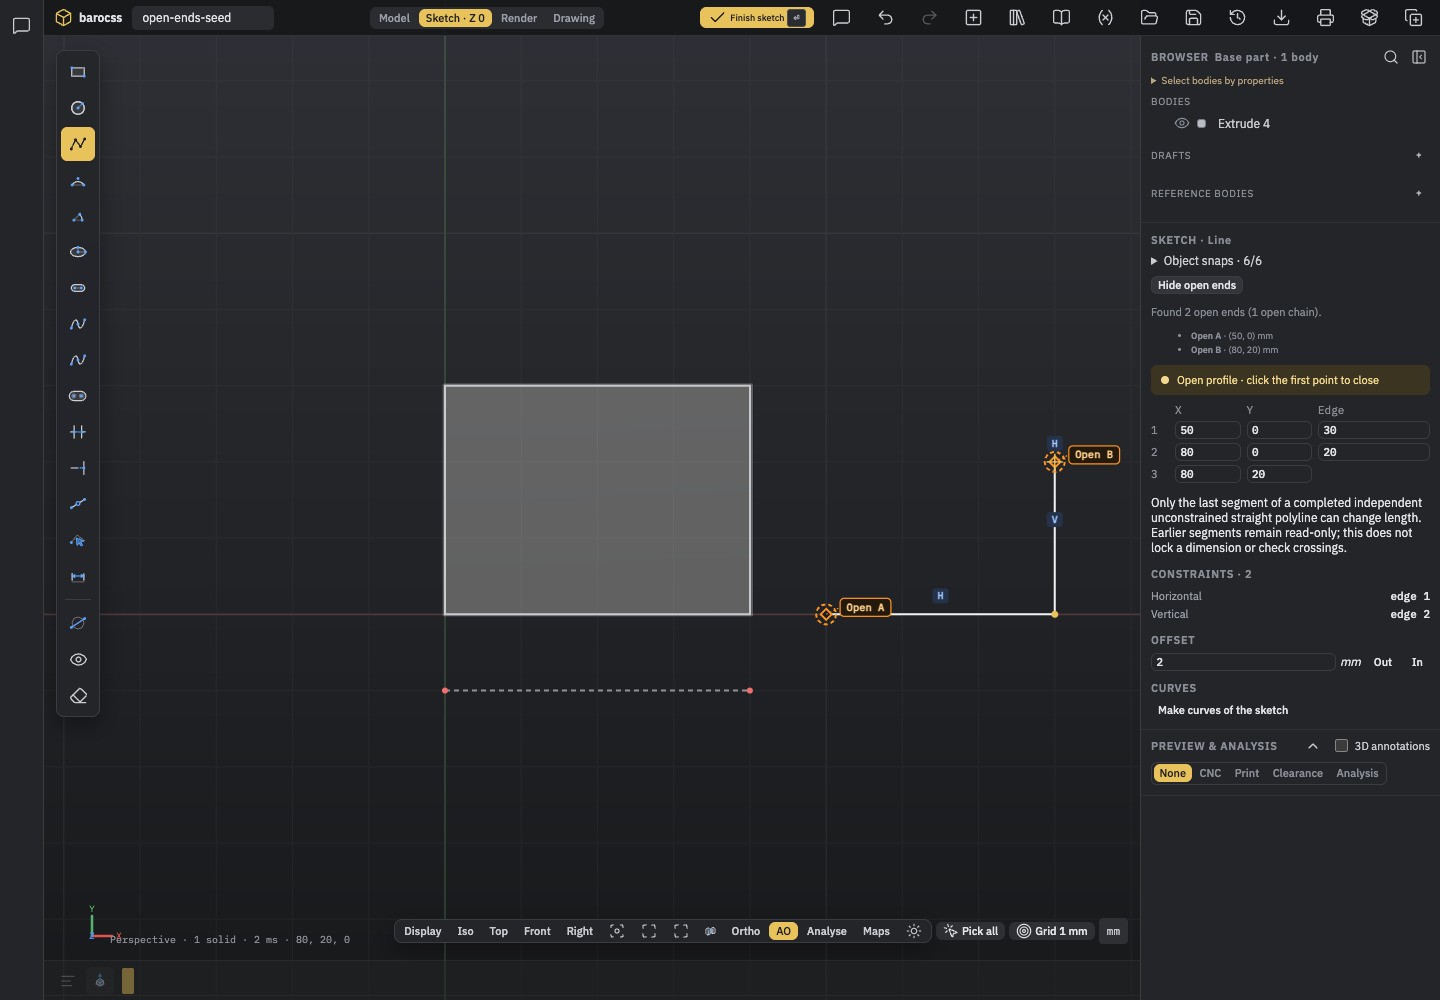 barocss
open-ends-seed
Model
Sketch · Z 0
Render
Drawing
Finish sketch
BROWSER Base part · 1 body
Select bodies by properties
BODIES
Extrude 4
DRAFTS
REFERENCE BODIES
SKETCH · Line
Object snaps · 6/6
Hide open ends
Found 2 open ends (1 open chain).
Open A · (50, 0) mm
Open B · (80, 20) mm
Open profile · click the first point to close
X Y Edge
1 50 0 30
2 80 0 20
3 80 20
Only the last segment of a completed independent
unconstrained straight polyline can change length.
Earlier segments remain read-only; this does not
lock a dimension or check crossings.
CONSTRAINTS · 2
Horizontal edge 1
Vertical edge 2
OFFSET
2 mm Out In
CURVES
Make curves of the sketch
PREVIEW & ANALYSIS
3D annotations
None CNC Print Clearance Analysis
H
Open B
V
H
Open A
Y
Z
X
Perspective · 1 solid · 2 ms · 80, 20, 0
Display Iso Top Front Right Ortho AO Analyse Maps
Pick all
Grid 1 mm
mm